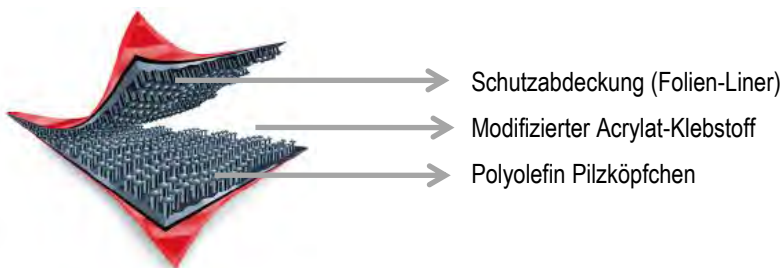 Schutzabdeckung (Folien-Liner)
Modifizierter Acrylat-Klebstoff
Polyolefin Pilzköpfchen